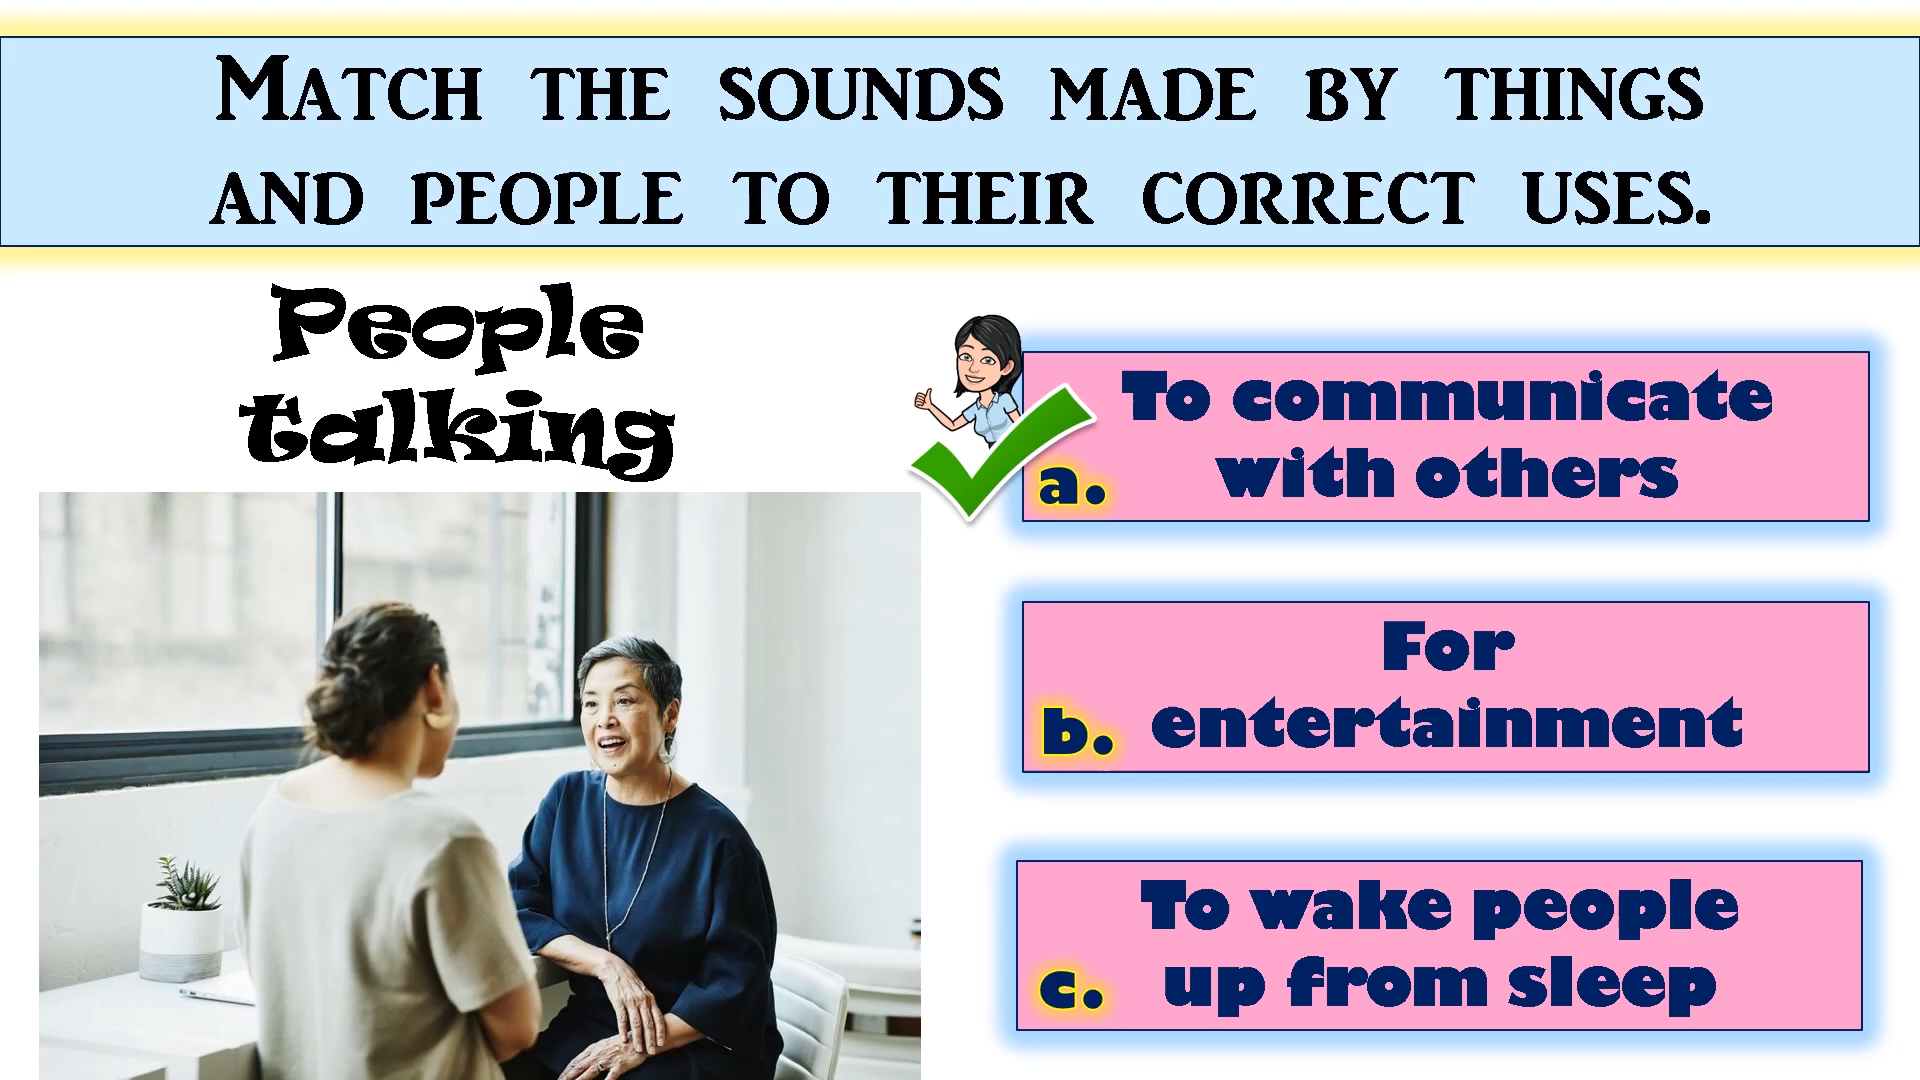 MATCH THE SOUNDS MADE BY THINGS
AND PEOPLE TO THEIR CORRECT USES.
People
talking
a. To communicate
with others
For
b. entertainment
To wake people
c. up from sleep